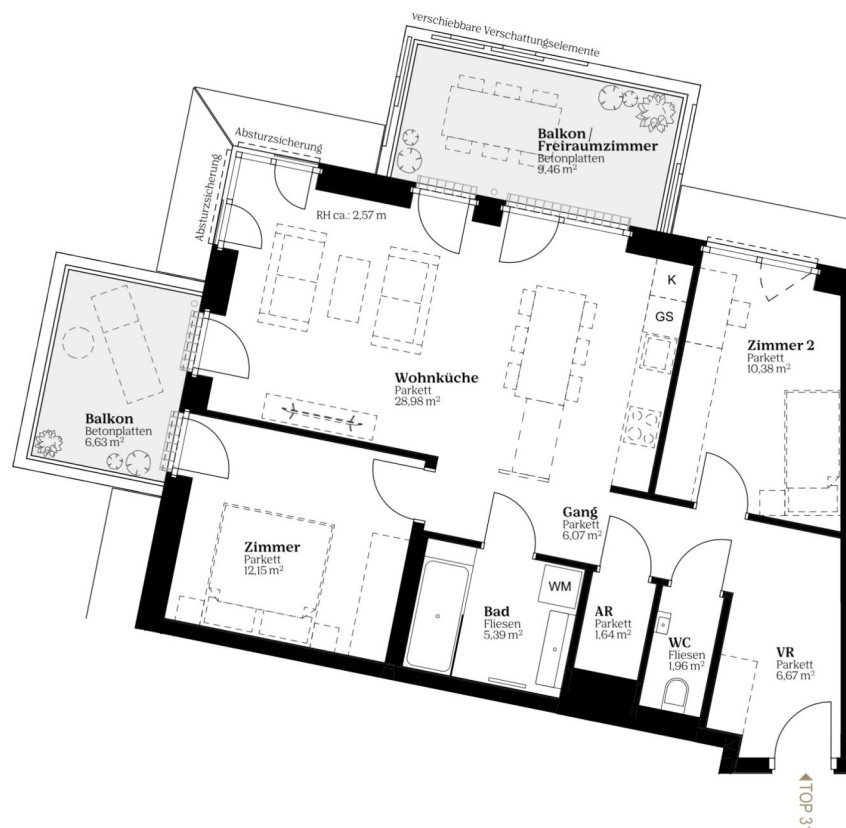 verschiebbare Verschattungselemente
Absturzsicherung
Absturzsicherung
Balkon /
Freiraumzimmer
Betonplatten
9,46 m²
RH ca.: 2,57 m
K
GS
Zimmer 2
Parkett
10,38 m²
Wohnküche
Parkett
28,98 m²
Balkon
Betonplatten
6,63 m²
Gang
Parkett
6,07 m²
Zimmer
Parkett
12,15 m²
WM
Bad
Fliesen
5,39 m²
AR
Parkett
1,64 m²
WC
Fliesen
1,96 m²
VR
Parkett
6,67 m²
TOP